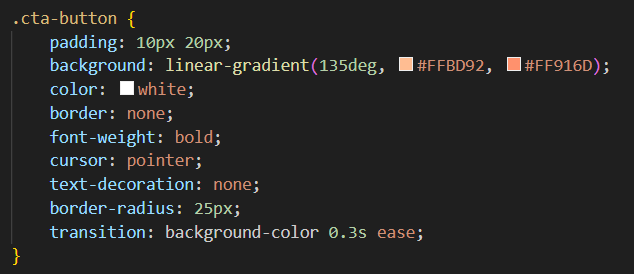 .cta-button {
    padding: 10px 20px;
    background: linear-gradient(135deg, #FFBD92, #FF916D);
    color: white;
    border: none;
    font-weight: bold;
    cursor: pointer;
    text-decoration: none;
    border-radius: 25px;
    transition: background-color 0.3s ease;
}